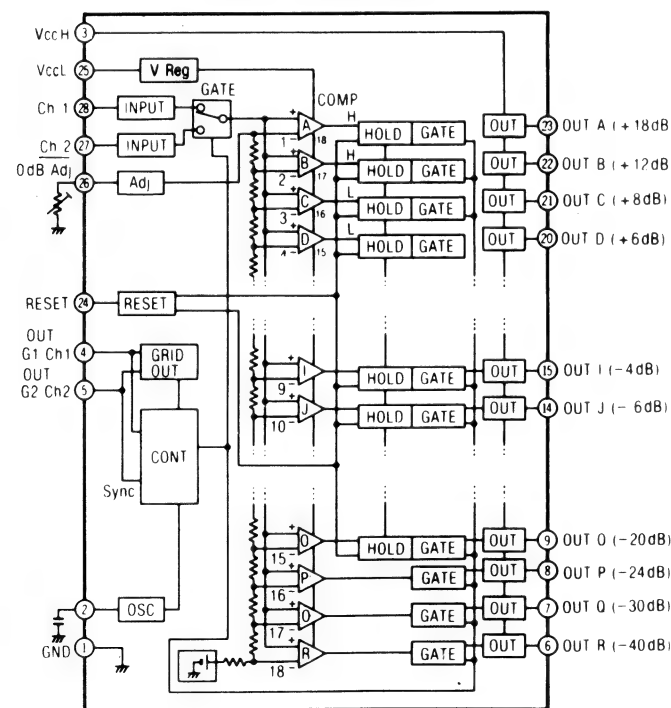 VccH 3
VccL 25 V Reg GATE COMP
Ch 1 28 INPUT + A H HOLD GATE OUT 23 OUT A (+18dB)
1 − 18
Ch 2 27 INPUT + B H HOLD GATE OUT 22 OUT B (+12dB)
2 − 17
0dB Adj 26 Adj + C L HOLD GATE OUT 21 OUT C (+8dB)
3 − 16
+ D L HOLD GATE OUT 20 OUT D (+6dB)
4 − 15
RESET 24 RESET
OUT
G1 Ch1 4 GRID OUT + I HOLD GATE OUT 15 OUT I (−4dB)
9 −
OUT
G2 Ch2 5 + J HOLD GATE OUT 14 OUT J (−6dB)
10 −
CONT
Sync
+ O HOLD GATE OUT 9 OUT O (−20dB)
15 −
+ P GATE OUT 8 OUT P (−24dB)
16 −
2 OSC + O GATE OUT 7 OUT Q (−30dB)
17 −
GND 1 + R GATE OUT 6 OUT R (−40dB)
18 −